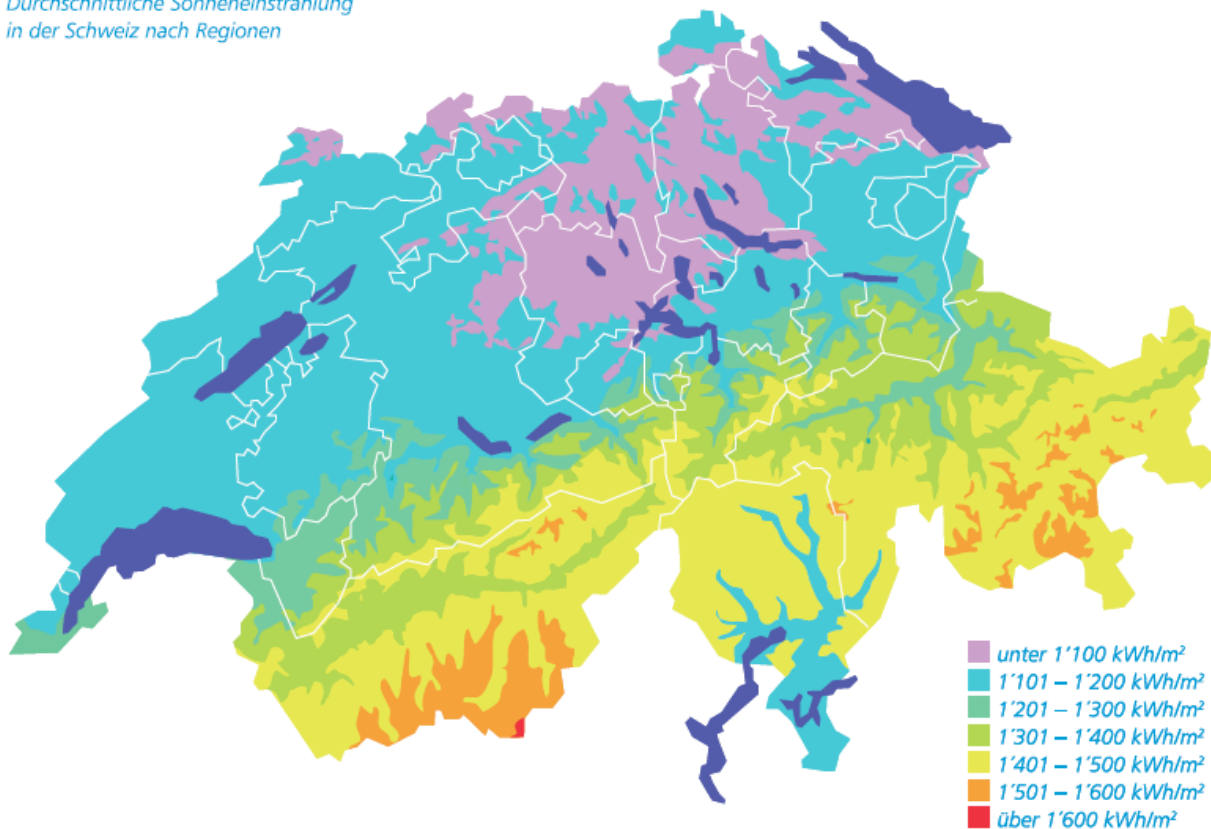 Durchschnittliche Sonneneinstrahlung
in der Schweiz nach Regionen
unter 1'100 kWh/m²
1'101 – 1'200 kWh/m²
1'201 – 1'300 kWh/m²
1'301 – 1'400 kWh/m²
1'401 – 1'500 kWh/m²
1'501 – 1'600 kWh/m²
über 1'600 kWh/m²